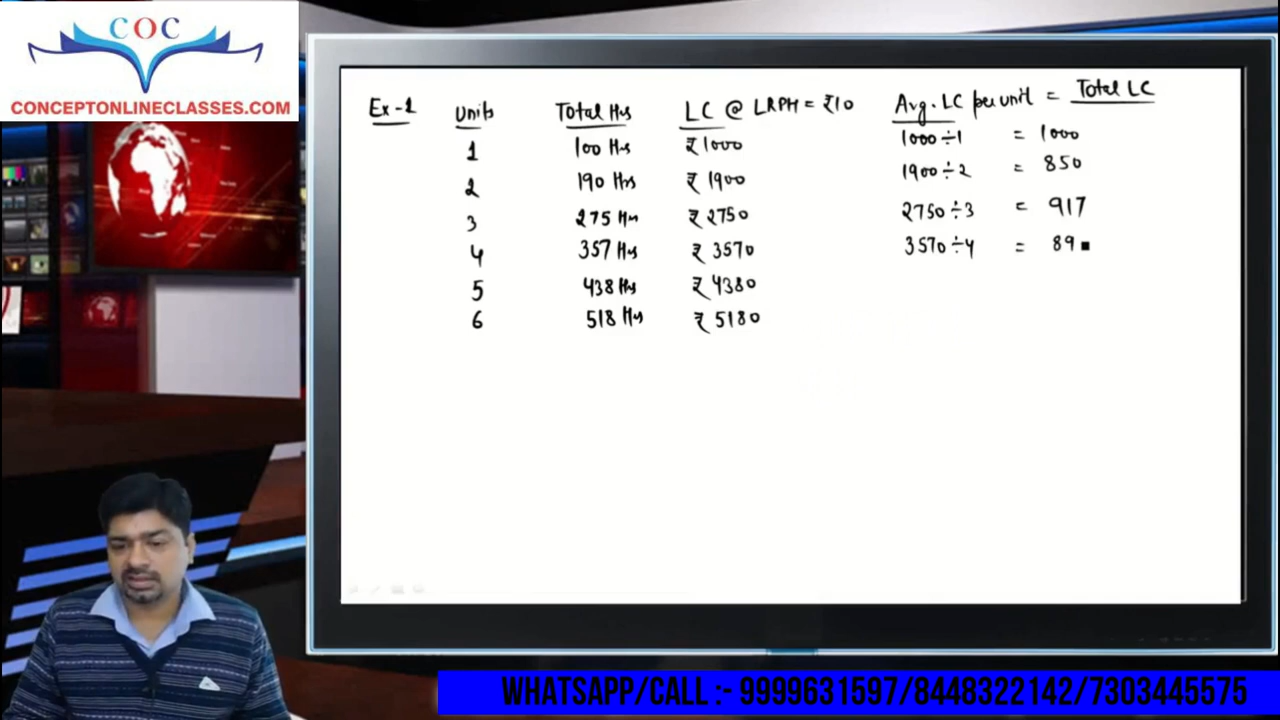 COC
CONCEPTONLINECLASSES.COM
Ex-1 Units Total Hrs LC @ LRPH = ₹10 Avg. LC per unit = Total LC
1 100 Hrs ₹1000 1000÷1 = 1000
2 190 Hrs ₹1900 1900÷2 = 850
3 275 Hrs ₹2750 2750÷3 = 917
4 357 Hrs ₹3570 3570÷4 = 89
5 438 Hrs ₹4380
6 518 Hrs ₹5180
WHATSAPP/CALL :- 9999631597/8448322142/7303445575